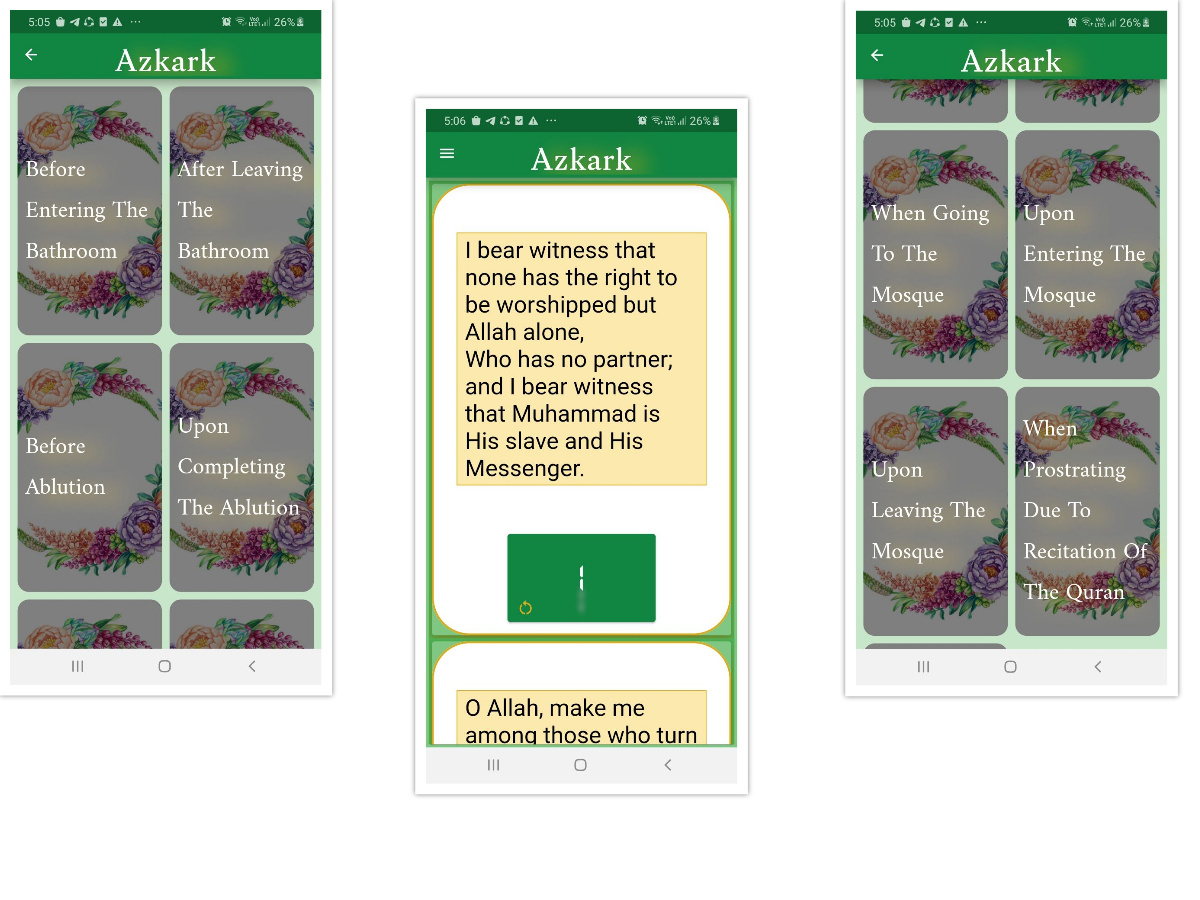 5:05
26%
Azkark
Before
Entering The
Bathroom
After Leaving
The
Bathroom
Before
Ablution
Upon
Completing
The Ablution
5:06
26%
Azkark
I bear witness that
none has the right to
be worshipped but
Allah alone,
Who has no partner;
and I bear witness
that Muhammad is
His slave and His
Messenger.
1
O Allah, make me
among those who turn
5:05
26%
Azkark
When Going
To The
Mosque
Upon
Entering The
Mosque
Upon
Leaving The
Mosque
When
Prostrating
Due To
Recitation Of
The Quran